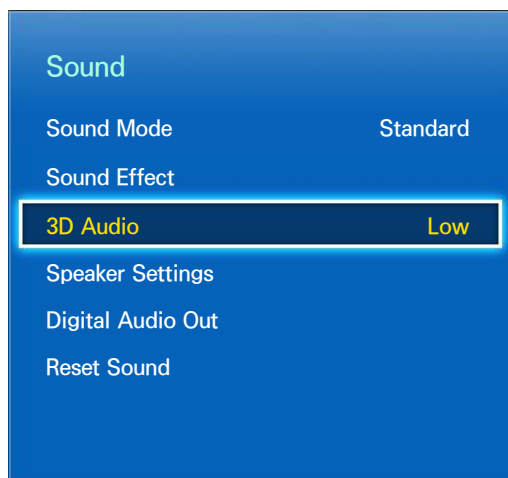 Sound
Sound Mode Standard
Sound Effect
3D Audio Low
Speaker Settings
Digital Audio Out
Reset Sound